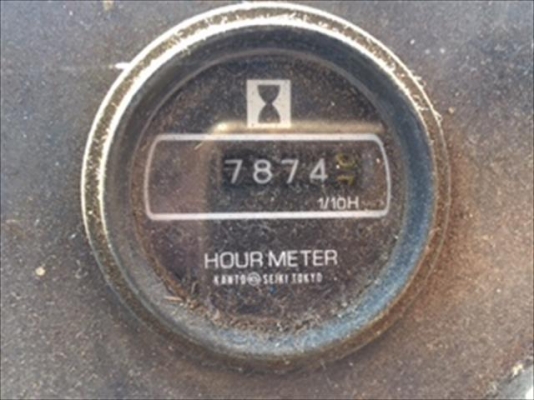 7874
1/10H
HOUR METER
KANTO SEIKI TOKYO